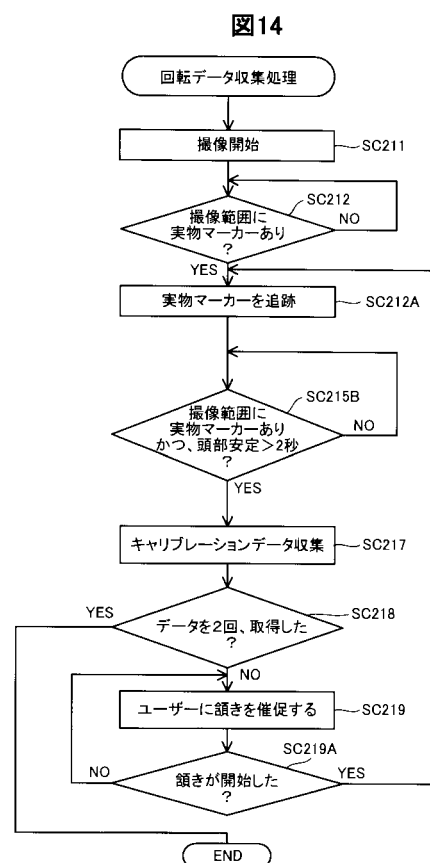 図14
回転データ収集処理
撮像開始
SC211
SC212
撮像範囲に
実物マーカーあり
?
NO
YES
実物マーカーを追跡
SC212A
SC215B
撮像範囲に
実物マーカーあり
かつ、頭部安定>2秒
?
NO
YES
キャリブレーションデータ収集
SC217
YES
SC218
データを2回、取得した
?
NO
ユーザーに頷きを催促する
SC219
SC219A
NO
頷きが開始した
?
YES
END